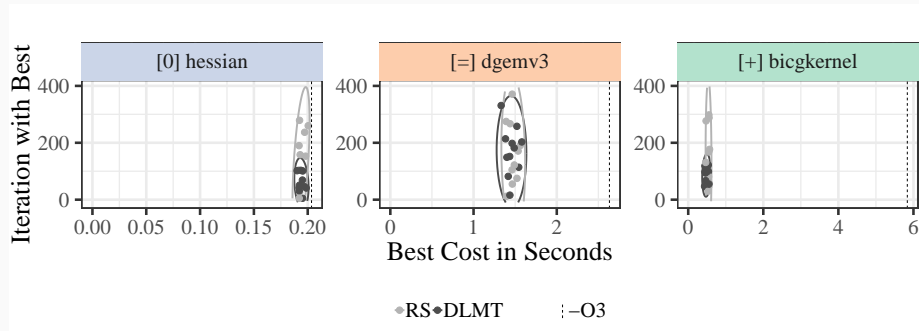 [0] hessian
[=] dgemv3
[+] bicgkernel
Iteration with Best
400
200
0
400
200
0
400
200
0
0.00 0.05 0.10 0.15 0.20
0 1 2
0 2 4 6
Best Cost in Seconds
RS DLMT −O3